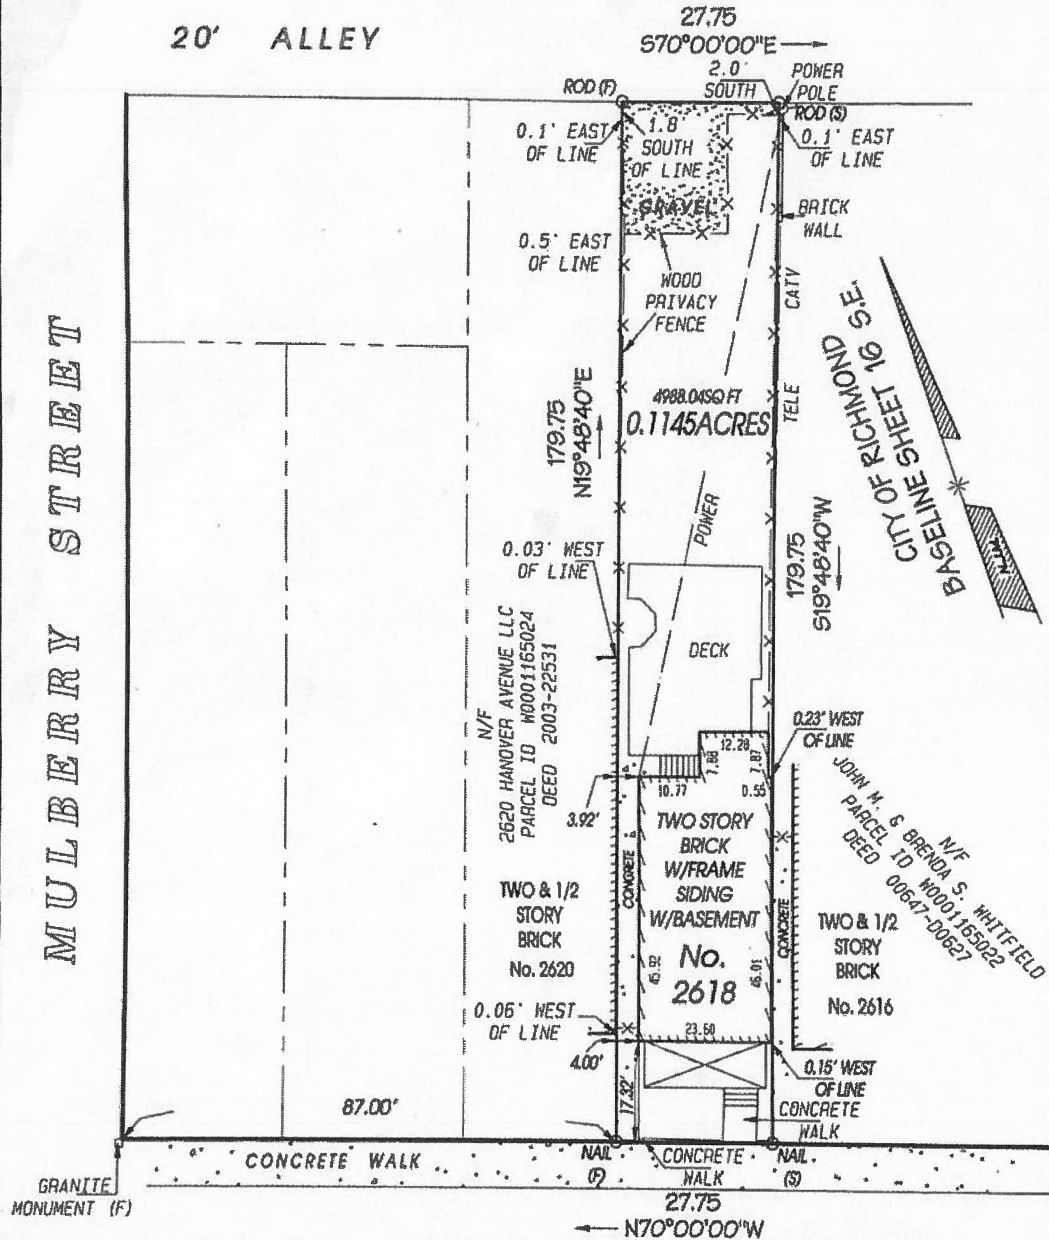 20' ALLEY
27.75
S70°00'00"E
2.0'
SOUTH
POWER
POLE
ROD (F)
ROD (S)
0.1' EAST
OF LINE
1.8'
SOUTH
OF LINE
0.1' EAST
OF LINE
GRAVEL
BRICK
WALL
0.5' EAST
OF LINE
WOOD
PRIVACY
FENCE
CATV
TELE
CITY OF RICHMOND
BASELINE SHEET 16 S.E.
MULBERRY STREET
179.75
N19°48'40"E
4988.04SQ FT
0.1145ACRES
POWER
179.75
S19°48'40"W
0.03' WEST
OF LINE
DECK
N/F
2620 HANOVER AVENUE LLC
PARCEL ID W0001165024
DEED 2003-22531
0.23' WEST
OF LINE
12.28
7.88
7.87
10.77
0.55
3.92'
N/F
JOHN M. & BRENDA S. WHITFIELD
PARCEL ID W0001165022
DEED 00647-00627
TWO STORY
BRICK
W/FRAME
SIDING
W/BASEMENT
No.
2618
CONCRETE
CONCRETE
TWO & 1/2
STORY
BRICK
No. 2620
TWO & 1/2
STORY
BRICK
No. 2616
45.92
46.01
23.60
0.06' WEST
OF LINE
4.00'
0.15' WEST
OF LINE
17.32'
CONCRETE
WALK
87.00'
CONCRETE WALK
NAIL
(F)
CONCRETE
WALK
NAIL
(S)
GRANITE
MONUMENT (F)
27.75
N70°00'00"W